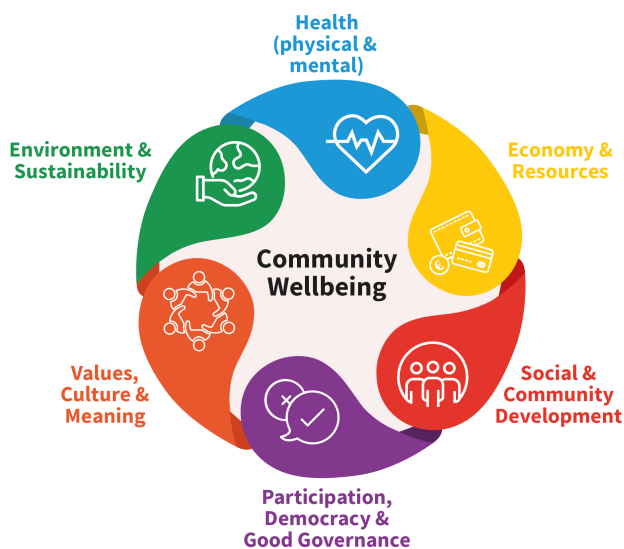 Health
(physical &
mental)
Environment &
Sustainability
Economy &
Resources
Community
Wellbeing
Values,
Culture &
Meaning
Social &
Community
Development
Participation,
Democracy &
Good Governance